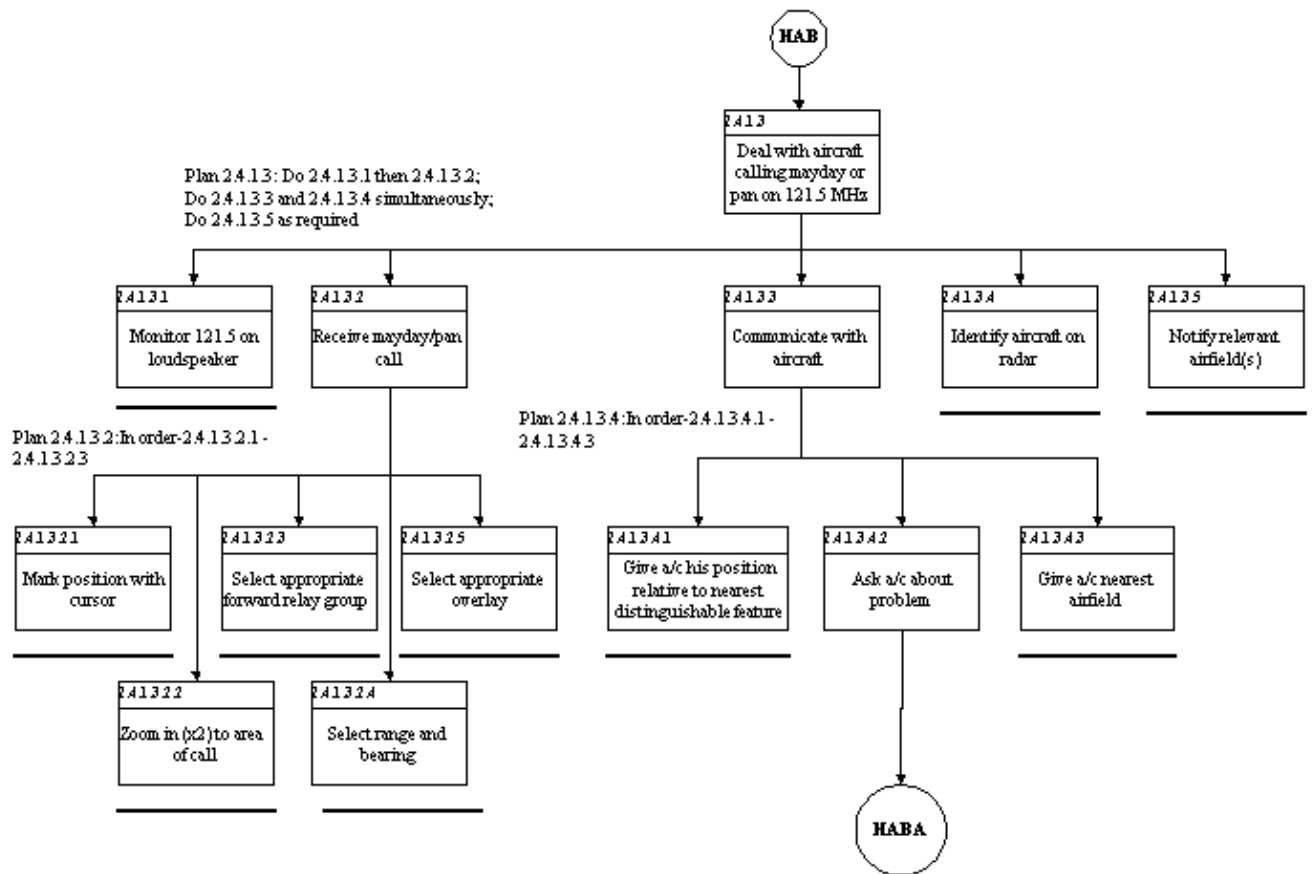 HAB
2.4.1.3
Deal with aircraft
calling mayday or
pan on 121.5 MHz
Plan 2.4.1.3: Do 2.4.1.3.1 then 2.4.1.3.2;
Do 2.4.1.3.3 and 2.4.1.3.4 simultaneously;
Do 2.4.1.3.5 as required
2.4.1.3.1
Monitor 121.5 on
loudspeaker
2.4.1.3.2
Receive mayday/pan
call
2.4.1.3.3
Communicate with
aircraft
2.4.1.3.4
Identify aircraft on
radar
2.4.1.3.5
Notify relevant
airfield(s)
Plan 2.4.1.3.2:In order-2.4.1.3.2.1 -
2.4.1.3.2.3
Plan 2.4.1.3.4:In order-2.4.1.3.4.1 -
2.4.1.3.4.3
2.4.1.3.2.1
Mark position with
cursor
2.4.1.3.2.3
Select appropriate
forward relay group
2.4.1.3.2.5
Select appropriate
overlay
2.4.1.3.4.1
Give a/c his position
relative to nearest
distinguishable feature
2.4.1.3.4.2
Ask a/c about
problem
2.4.1.3.4.3
Give a/c nearest
airfield
2.4.1.3.2.2
Zoom in (x2) to area
of call
2.4.1.3.2.4
Select range and
bearing
HABA